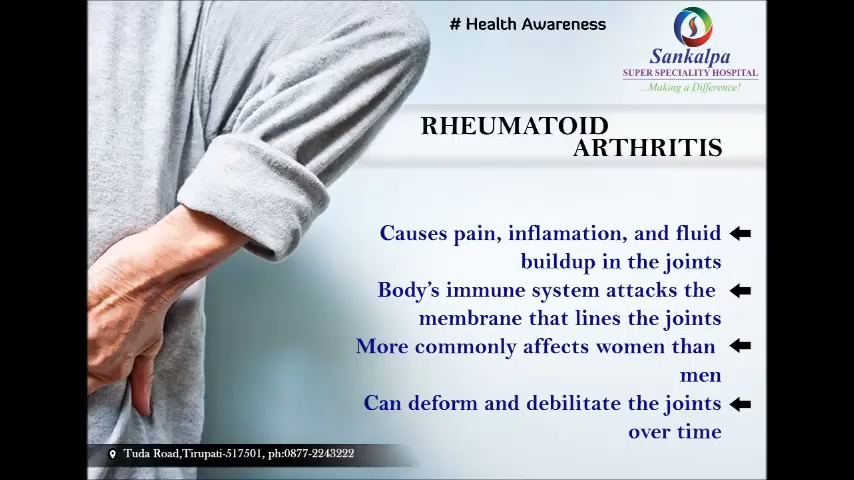 # Health Awareness
Sankalpa
SUPER SPECIALITY HOSPITAL
...Making a Difference!
RHEUMATOID
ARTHRITIS
Causes pain, inflamation, and fluid
buildup in the joints
Body's immune system attacks the
membrane that lines the joints
More commonly affects women than
men
Can deform and debilitate the joints
over time
Tuda Road,Tirupati-517501, ph:0877-2243222